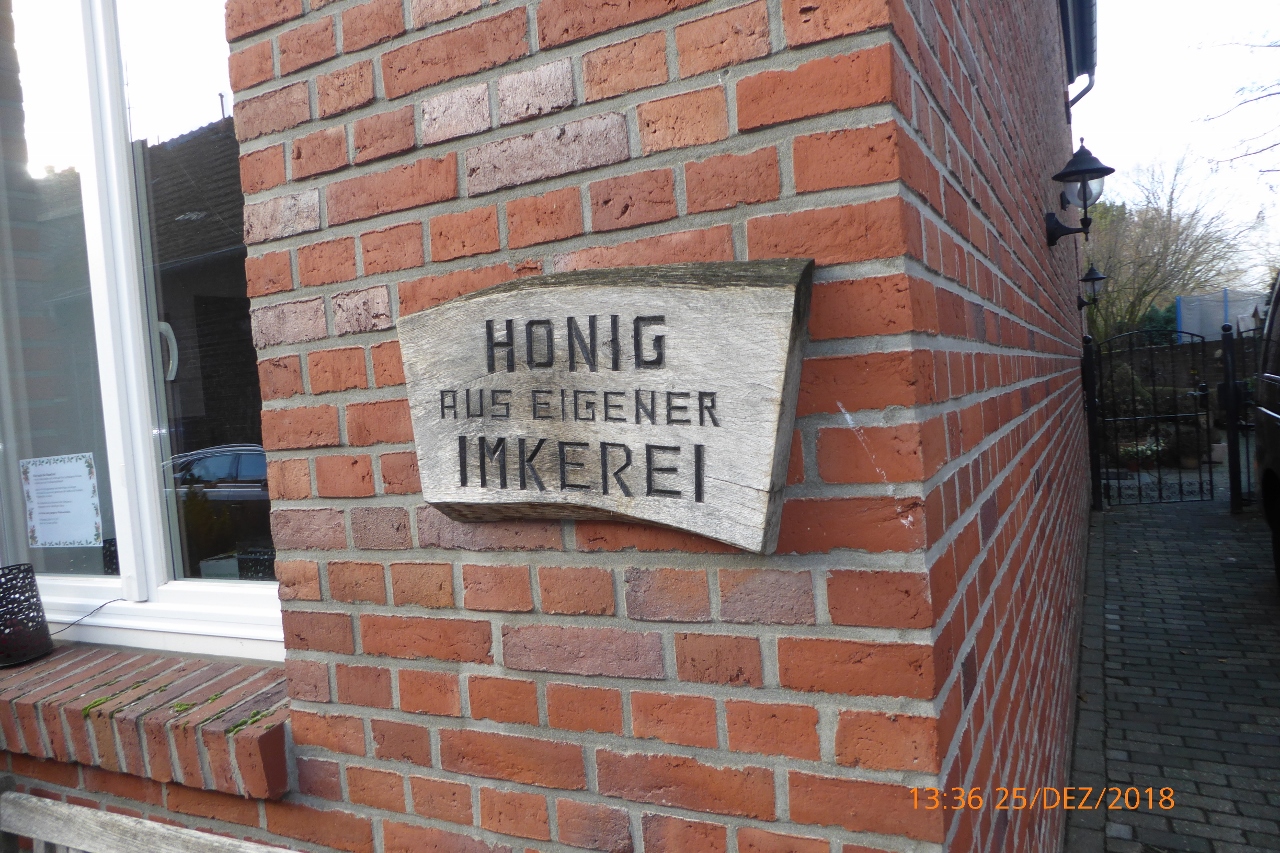 HONIG
AUS EIGENER
IMKEREI
13:36 25/DEZ/2018